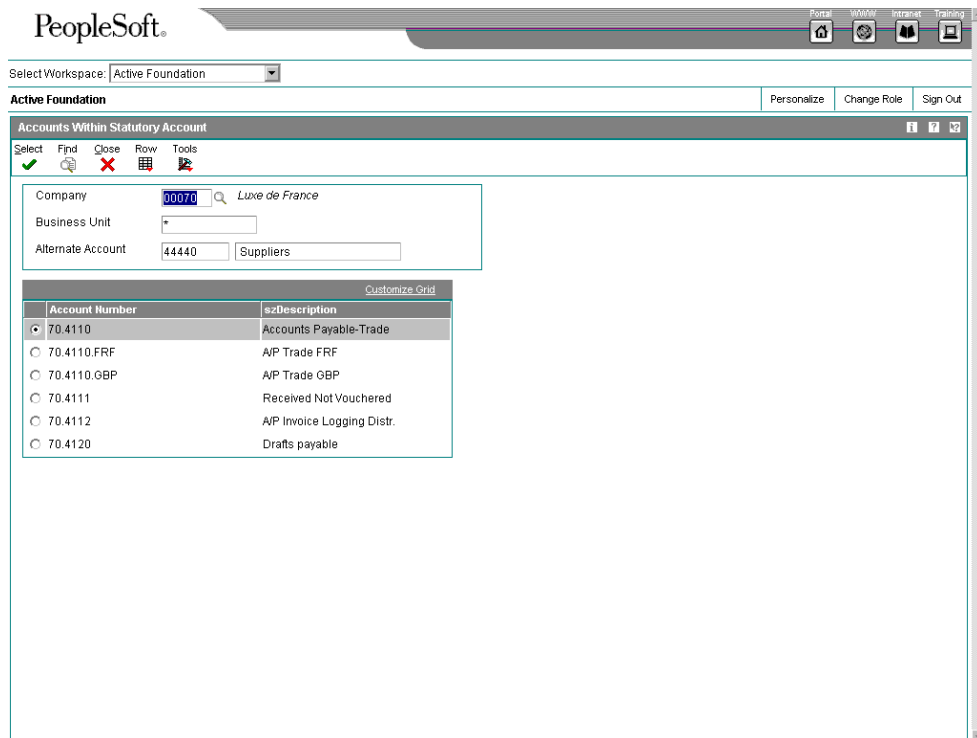 Portal WWW Intranet Training
PeopleSoft.
Select Workspace: Active Foundation
Active Foundation Personalize Change Role Sign Out
Accounts Within Statutory Account
Select Find Close Row Tools
Company 00070 Luxe de France
Business Unit *
Alternate Account 44440 Suppliers
Customize Grid
Account Number szDescription
70.4110 Accounts Payable-Trade
70.4110.FRF A/P Trade FRF
70.4110.GBP A/P Trade GBP
70.4111 Received Not Vouchered
70.4112 A/P Invoice Logging Distr.
70.4120 Drafts payable